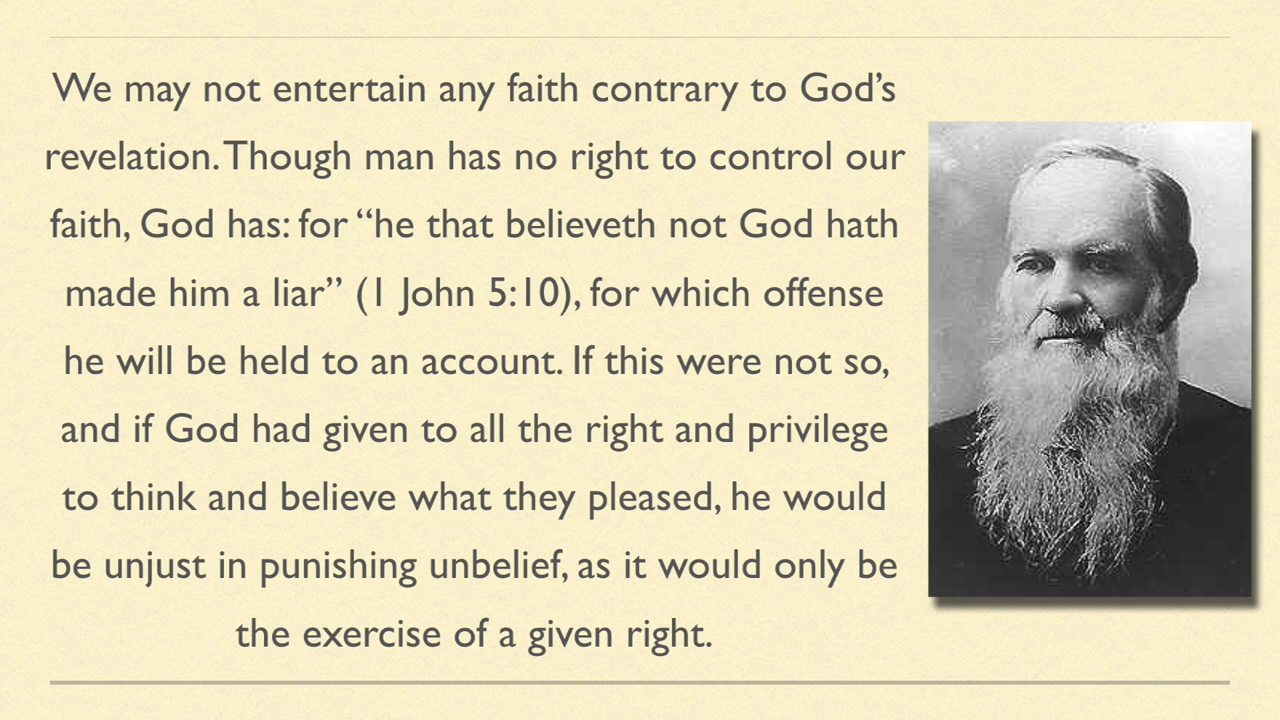 We may not entertain any faith contrary to God’s
revelation. Though man has no right to control our
faith, God has: for “he that believeth not God hath
made him a liar” (1 John 5:10), for which offense
he will be held to an account. If this were not so,
and if God had given to all the right and privilege
to think and believe what they pleased, he would
be unjust in punishing unbelief, as it would only be
the exercise of a given right.